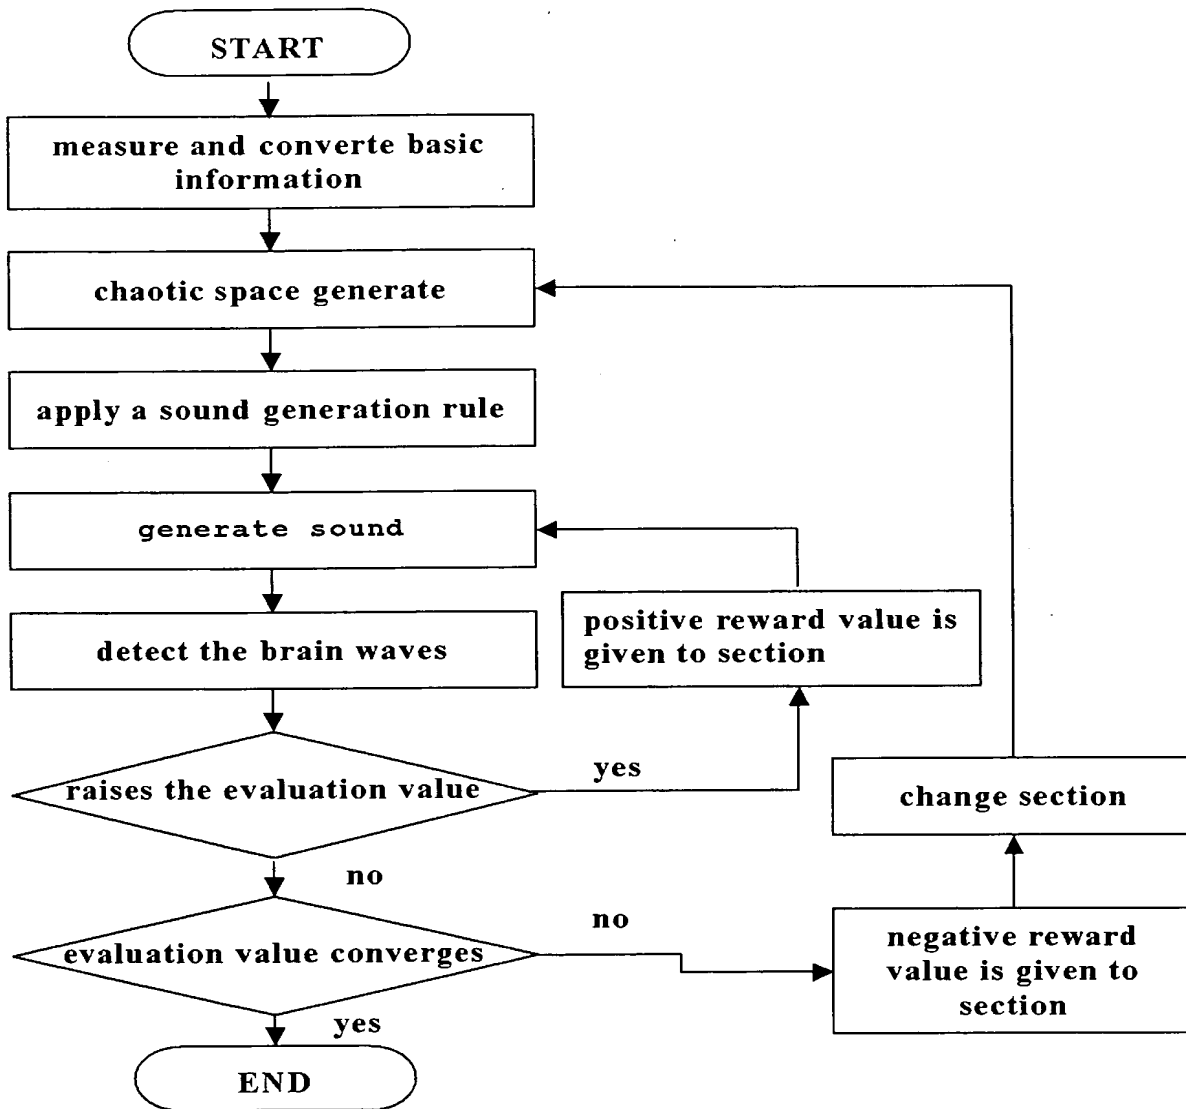 START
measure and converte basic
information
chaotic space generate
apply a sound generation rule
generate sound
positive reward value is
given to section
detect the brain waves
yes
raises the evaluation value
change section
no
no
evaluation value converges
negative reward
value is given to
section
yes
END